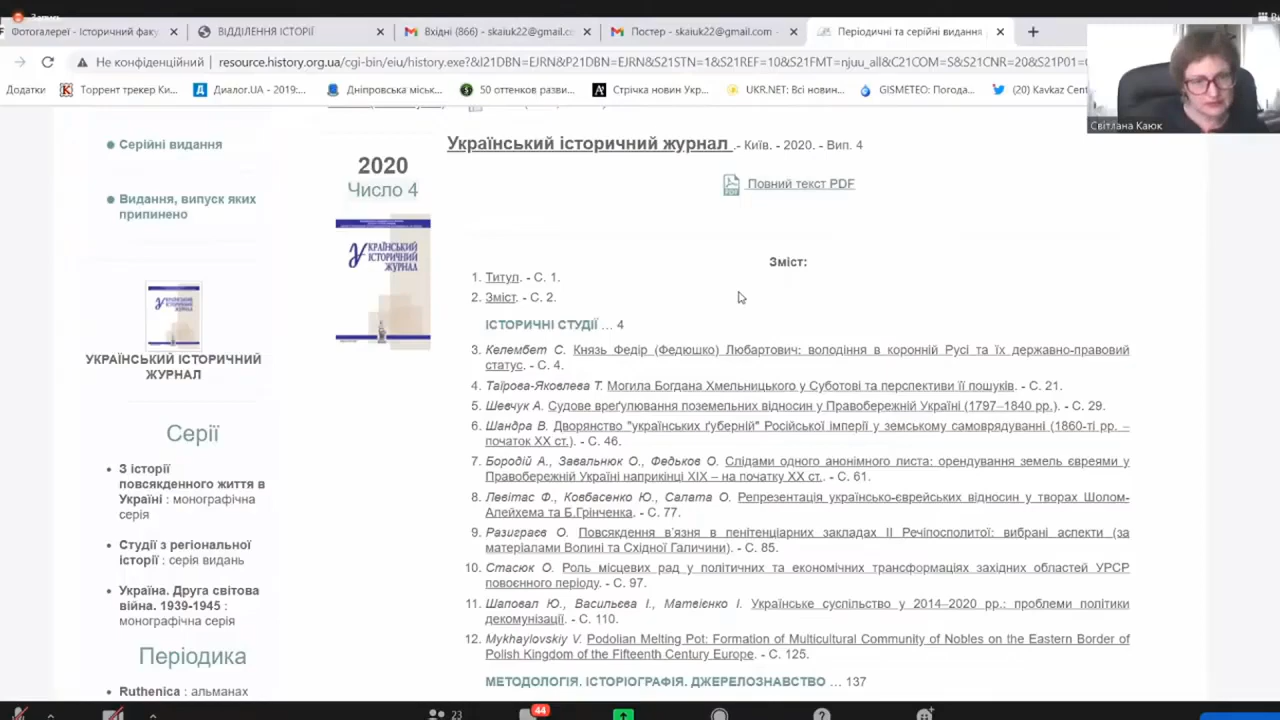 Запись
Фотогалереї - Історичний факу
ВІДДІЛЕННЯ ІСТОРІЇ
Вхідні (866) - skaiuk22@gmail.co
Постер - skaiuk22@gmail.com -
Періодичні та серійні видання
Не конфіденційний
resource.history.org.ua/cgi-bin/eiu/history.exe?&I21DBN=EJRN&P21DBN=EJRN&S21STN=1&S21REF=10&S21FMT=njuu_all&C21COM=S&S21CNR=20&S21P01=0
Додатки
Торрент трекер Ки...
Диалог.UA - 2019:...
Дніпровська міськ...
50 оттенков разви...
Стрічка новин Укр...
UKR.NET: Всі новин...
GISMETEO: Погода...
(20) Kavkaz Cent
Світлана Каюк
Серійні видання
Видання, випуск яких
припинено
УКРАЇНСЬКИЙ ІСТОРИЧНИЙ
ЖУРНАЛ
Серії
З історії
повсякденного життя в
Україні : монографічна
серія
Студії з регіональної
історії : серія видань
Україна. Друга світова
війна. 1939-1945 :
монографічна серія
Періодика
Ruthenica : альманах
2020
Число 4
УКРАЇНСЬКИЙ
ІСТОРИЧНИЙ
ЖУРНАЛ
Український історичний журнал .- Київ. - 2020. - Вип. 4
Повний текст PDF
Зміст:
1. Титул. - С. 1.
2. Зміст. - С. 2.
ІСТОРИЧНІ СТУДІЇ ... 4
3. Келембет С. Князь Федір (Федюшко) Любартович: володіння в коронній Русі та їх державно-правовий
статус. - С. 4.
4. Таїрова-Яковлева Т. Могила Богдана Хмельницького у Суботові та перспективи її пошуків. - С. 21.
5. Шевчук А. Судове вреґулювання поземельних відносин у Правобережній Україні (1797–1840 рр.). - С. 29.
6. Шандра В. Дворянство "українських ґуберній" Російської імперії у земському самоврядуванні (1860-ті рр. –
початок XX ст.). - С. 46.
7. Бородій А., Завальнюк О., Федьков О. Слідами одного анонімного листа: орендування земель євреями у
Правобережній Україні наприкінці XIX – на початку XX ст.. - С. 61.
8. Левітас Ф., Ковбасенко Ю., Салата О. Репрезентація українсько-єврейських відносин у творах Шолом-
Алейхема та Б.Грінченка. - С. 77.
9. Разиграєв О. Повсякдення в'язня в пенітенціарних закладах II Речіпосполитої: вибрані аспекти (за
матеріалами Волині та Східної Галичини). - С. 85.
10. Стасюк О. Роль місцевих рад у політичних та економічних трансформаціях західних областей УРСР
повоєнного періоду. - С. 97.
11. Шаповал Ю., Васильєва І., Матвієнко І. Українське суспільство у 2014–2020 рр.: проблеми політики
декомунізації. - С. 110.
12. Mykhaylovskiy V. Podolian Melting Pot: Formation of Multicultural Community of Nobles on the Eastern Border of
Polish Kingdom of the Fifteenth Century Europe. - С. 125.
МЕТОДОЛОГІЯ. ІСТОРІОГРАФІЯ. ДЖЕРЕЛОЗНАВСТВО ... 137
23
44